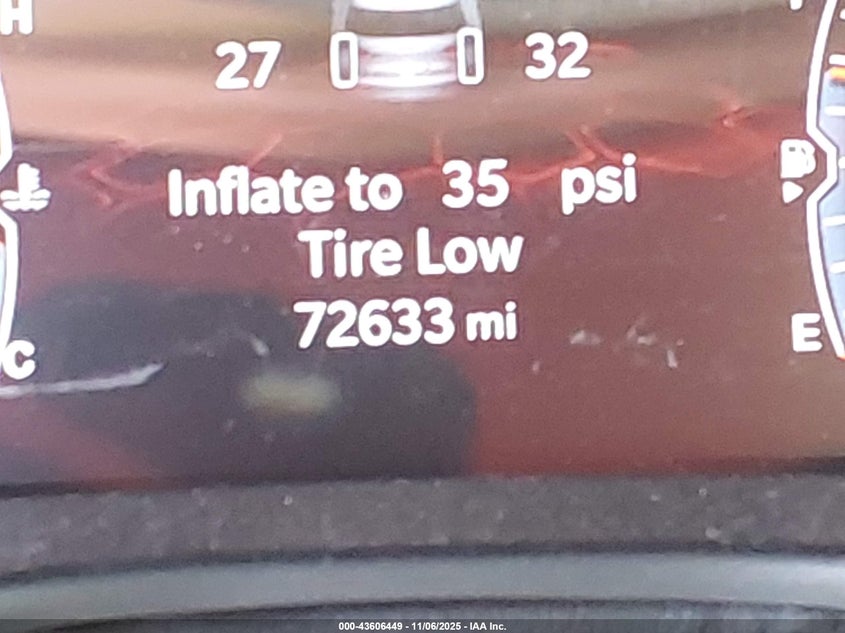 H
27 32
Inflate to 35 psi
Tire Low
72633 mi
C E
000-43606449 - 11/06/2025 - IAA Inc.